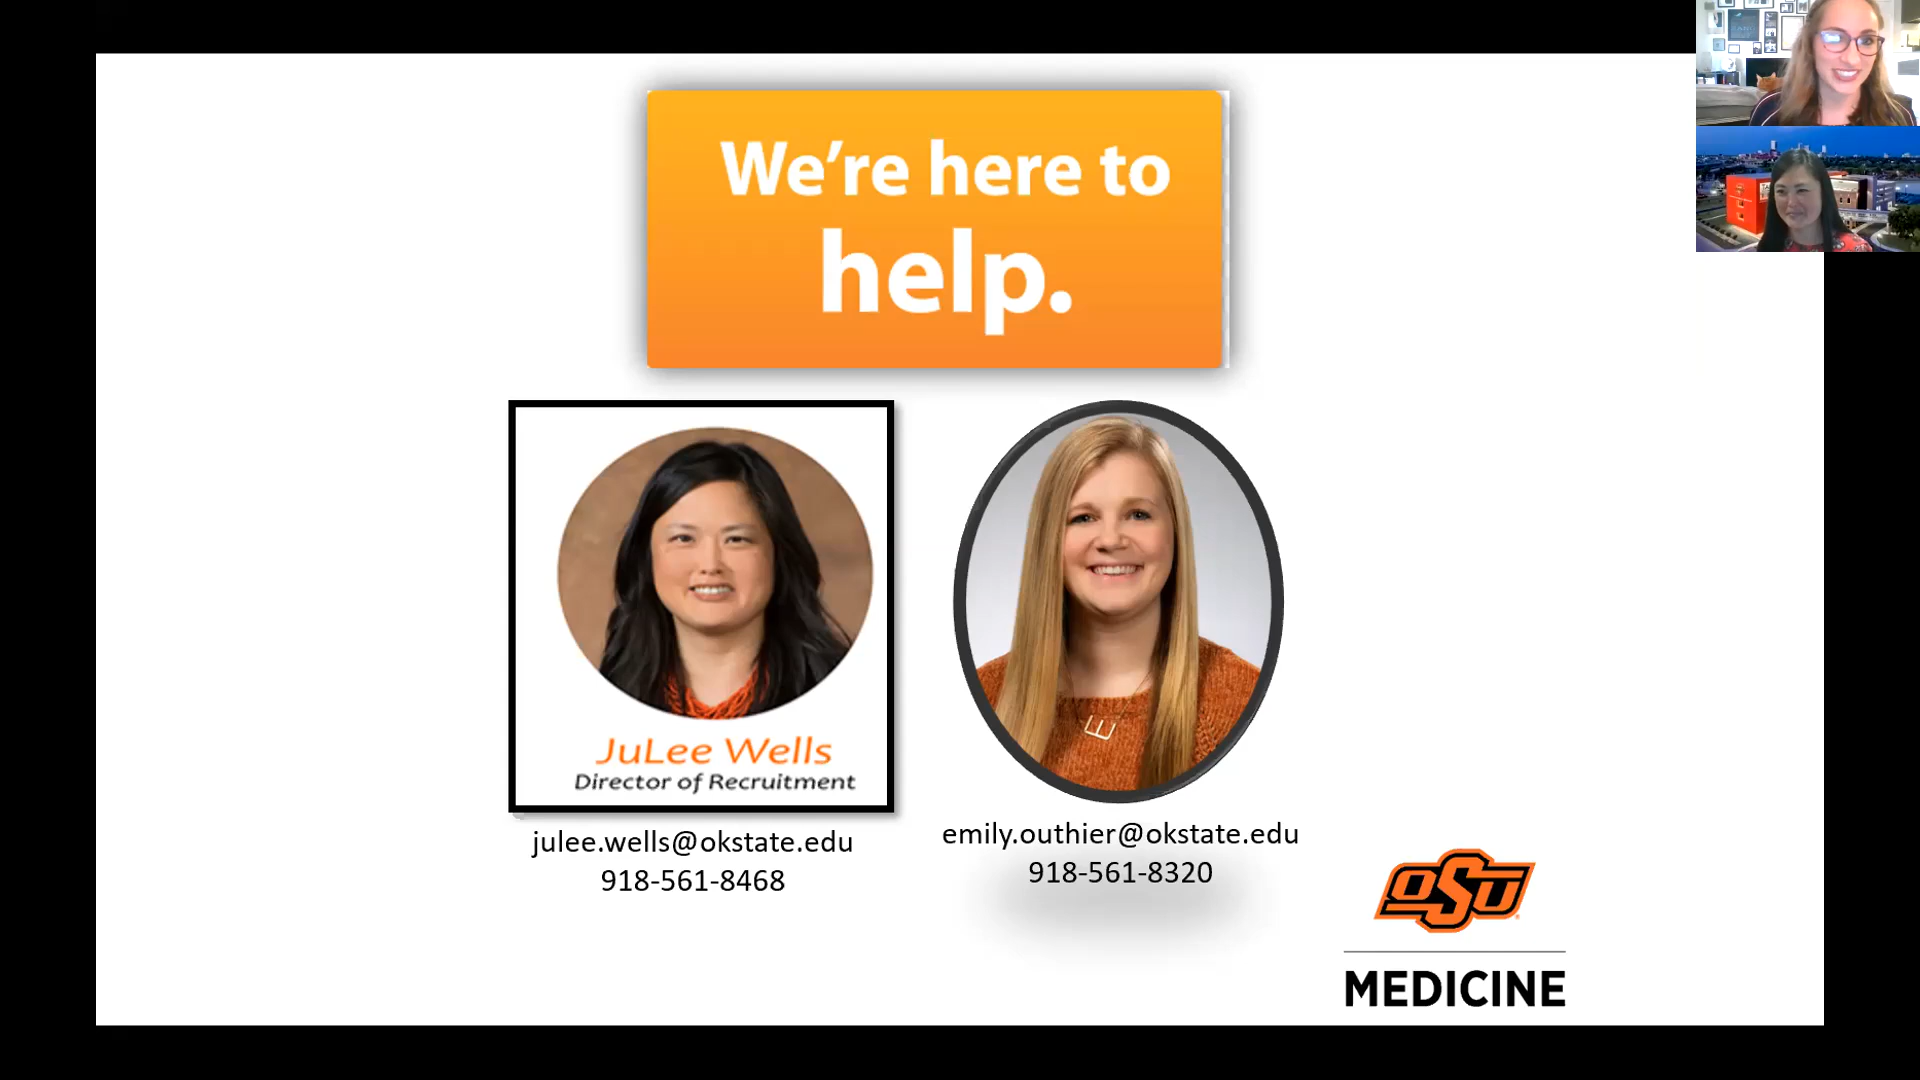 We're here to
help.
JuLee Wells
Director of Recruitment
julee.wells@okstate.edu
918-561-8468
emily.outhier@okstate.edu
918-561-8320
OSU
MEDICINE